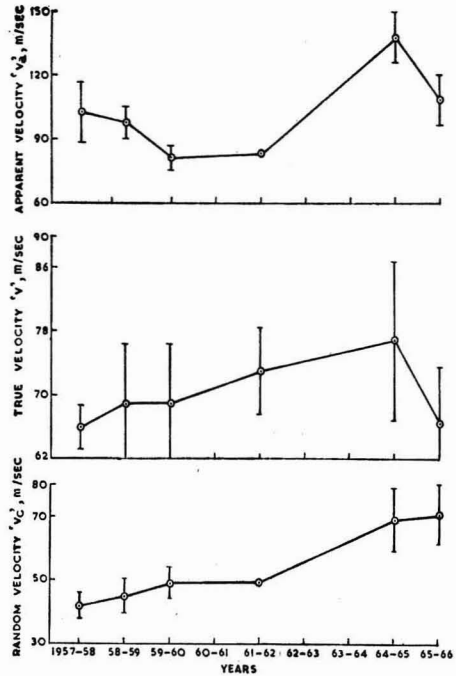 APPARENT VELOCITY 'va', m/SEC
150
120
90
60
TRUE VELOCITY 'v', m/SEC
90
86
78
70
62
RANDOM VELOCITY 'vc', m/SEC
80
70
50
30
1957-58 58-59 59-60 60-61 61-62 62-63 63-64 64-65 65-66
YEARS